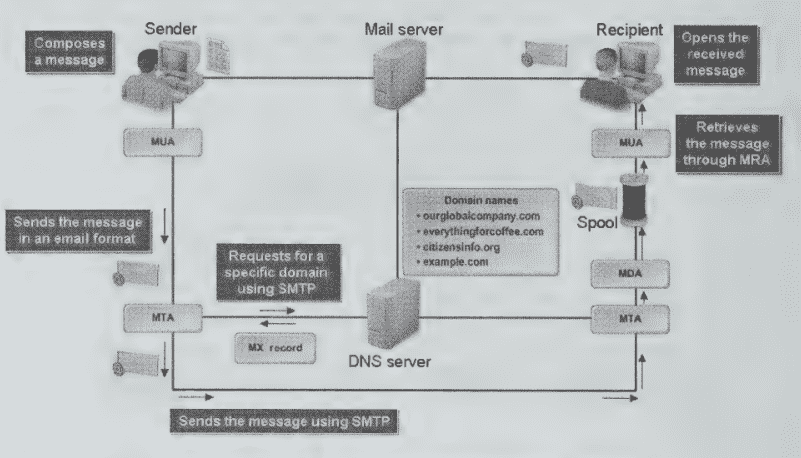 Sender
Mail server
Recipient
Composes
a message
Opens the
received
message
MUA
MUA
Retrieves
the message
through MRA
Domain names
• ourglobalcompany.com
• everythingforcoffee.com
• citizensinfo.org
• example.com
Spool
Sends the message
in an email format
Requests for a
specific domain
using SMTP
MDA
MTA
MTA
MX record
DNS server
Sends the message using SMTP